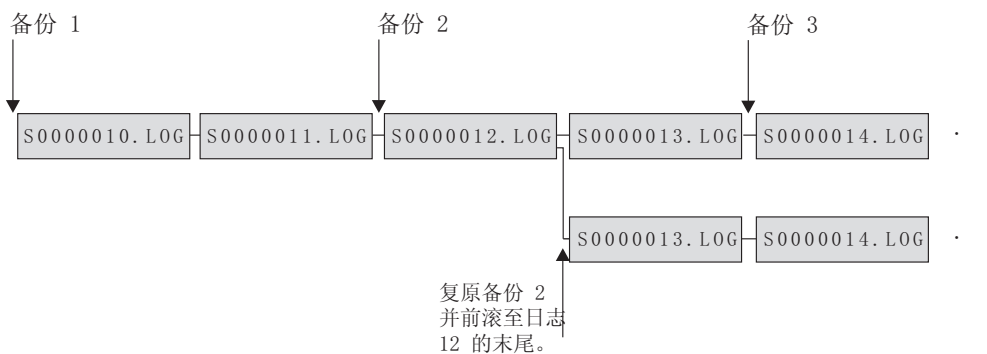 备份 1 备份 2 备份 3
S0000010.LOG S0000011.LOG S0000012.LOG S0000013.LOG S0000014.LOG .
S0000013.LOG S0000014.LOG .
复原备份 2
并前滚至日志
12 的末尾。